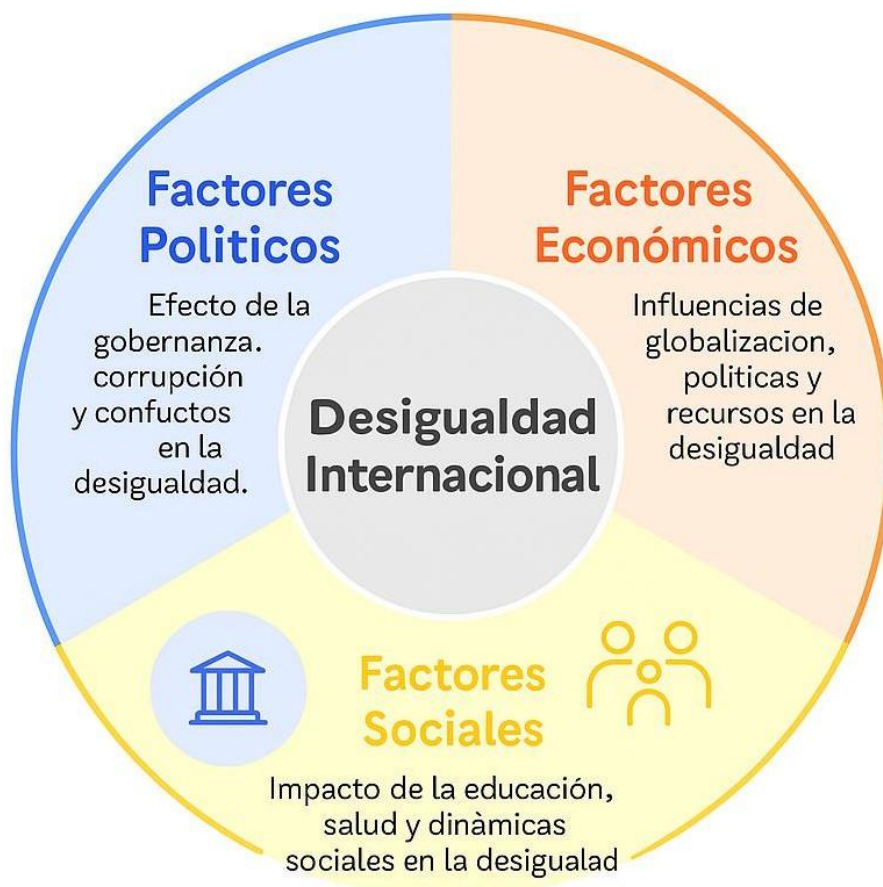 Factores
Politicos
Efecto de la
gobernanza.
corrupción
y confuctos
en la
desigualdad.
Factores
Económicos
Influencias de
globalizacion,
politicas y
recursos en la
desigualdad
Desigualdad
Internacional
Factores
Sociales
Impacto de la educación,
salud y dinàmicas
sociales en la desigualad